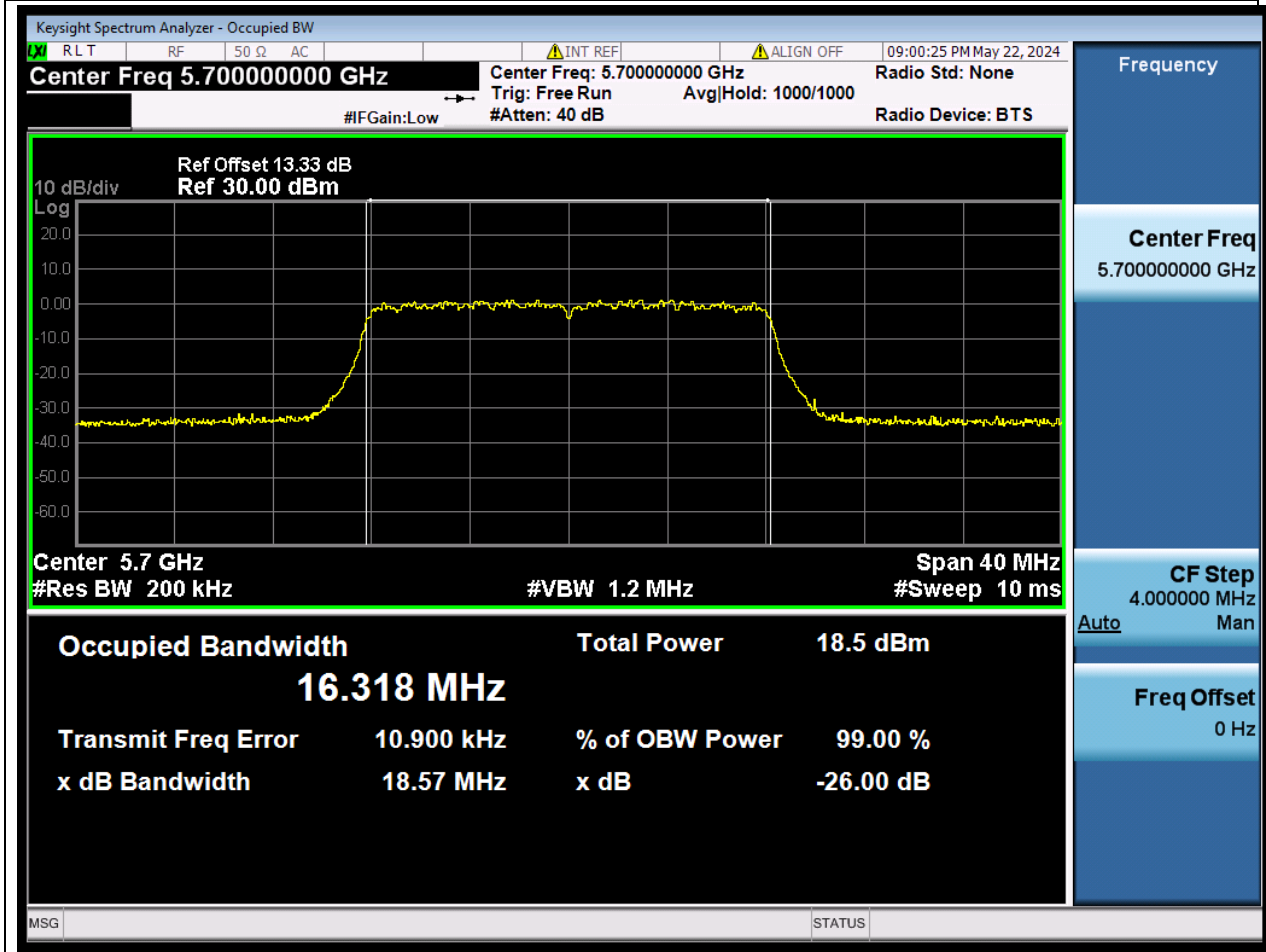 Keysight Spectrum Analyzer - Occupied BW
LXI RLT RF 50 Ω AC INT REF ALIGN OFF 09:00:25 PM May 22, 2024
Center Freq 5.700000000 GHz
Center Freq: 5.700000000 GHz Radio Std: None
Trig: Free Run Avg|Hold: 1000/1000
#IFGain:Low #Atten: 40 dB Radio Device: BTS
Ref Offset 13.33 dB
10 dB/div Ref 30.00 dBm
Log
20.0
10.0
0.00
-10.0
-20.0
-30.0
-40.0
-50.0
-60.0
Center 5.7 GHz Span 40 MHz
#Res BW 200 kHz #VBW 1.2 MHz #Sweep 10 ms
Occupied Bandwidth Total Power 18.5 dBm
16.318 MHz
Transmit Freq Error 10.900 kHz % of OBW Power 99.00 %
x dB Bandwidth 18.57 MHz x dB -26.00 dB
Frequency
Center Freq
5.700000000 GHz
CF Step
4.000000 MHz
Auto Man
Freq Offset
0 Hz
MSG STATUS